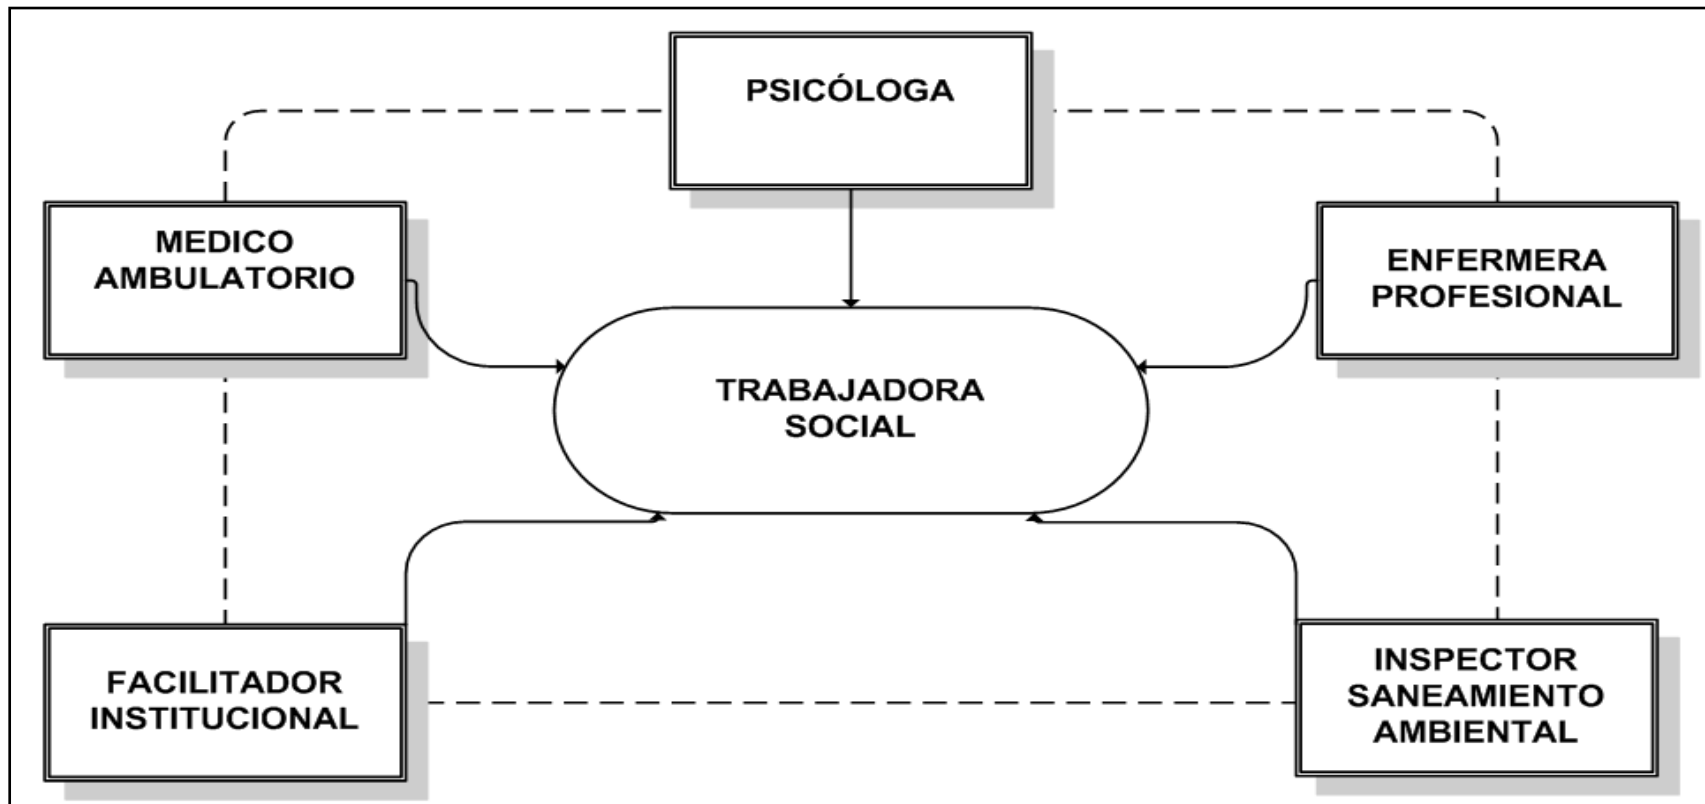 PSICÓLOGA
MEDICO
AMBULATORIO
ENFERMERA
PROFESIONAL
TRABAJADORA
SOCIAL
FACILITADOR
INSTITUCIONAL
INSPECTOR
SANEAMIENTO
AMBIENTAL